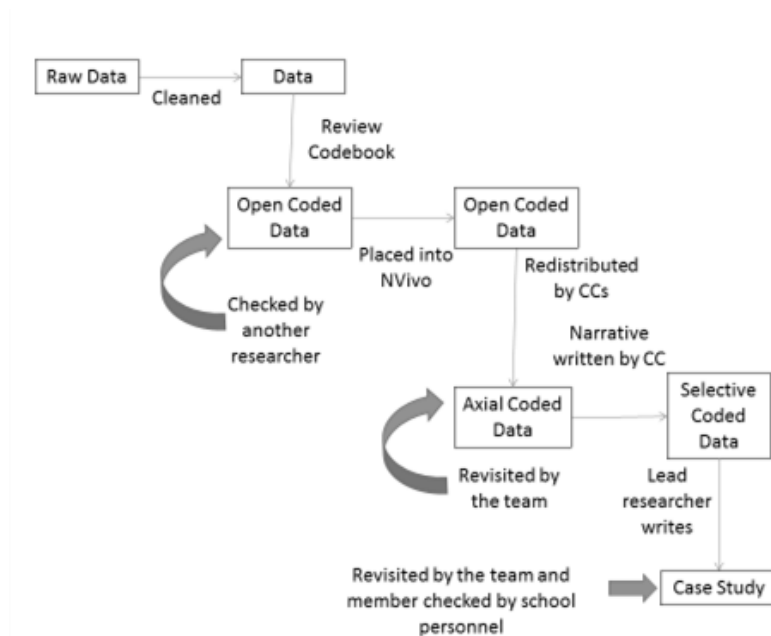 Raw Data
Cleaned
Data
Review
Codebook
Open Coded
Data
Placed into
NVivo
Open Coded
Data
Checked by
another
researcher
Redistributed
by CCs
Narrative
written by CC
Axial Coded
Data
Selective
Coded
Data
Revisited by
the team
Lead
researcher
writes
Revisited by the team and
member checked by school
personnel
Case Study